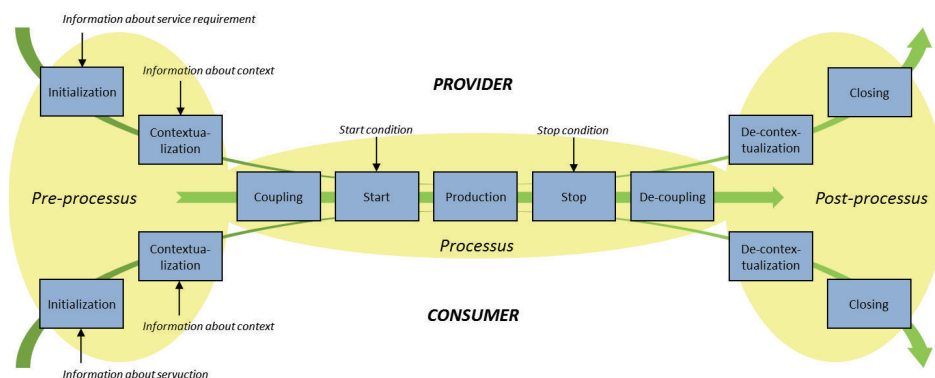 Information about service requirement
Initialization
Information about context
Contextua-
lization
PROVIDER
Start condition
Stop condition
De-contex-
tualization
Closing
Pre-processus
Coupling
Start
Production
Stop
De-coupling
Post-processus
Processus
Contextua-
lization
Initialization
Information about context
Information about servuction
CONSUMER
De-contex-
tualization
Closing